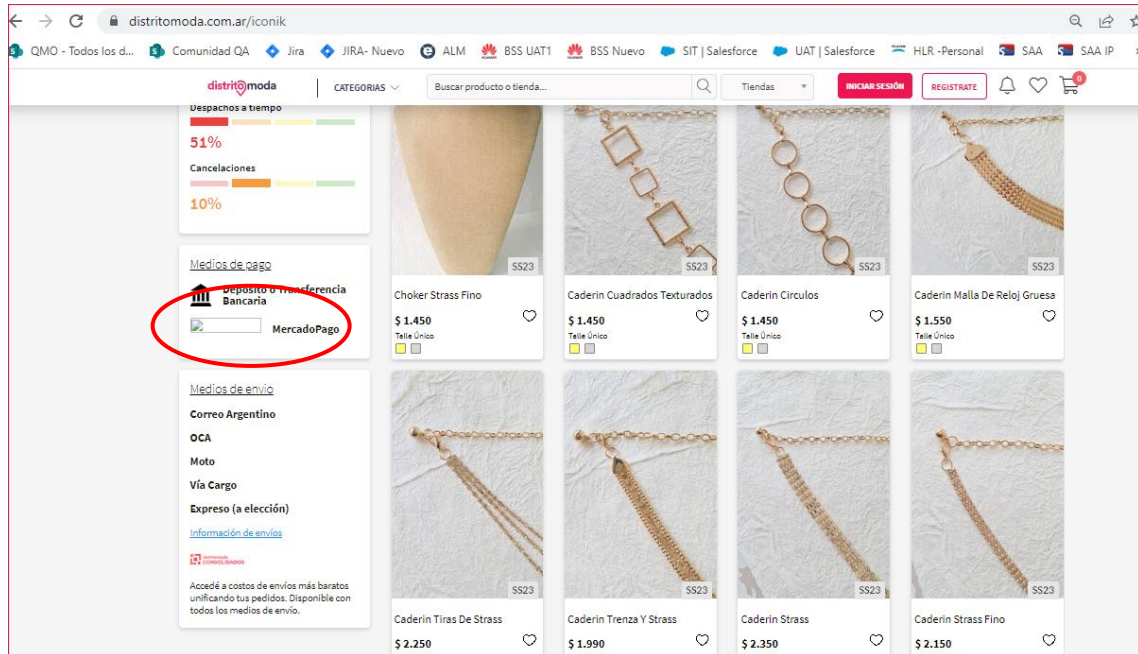 distritomoda.com.ar/iconik
QMO - Todos los d... Comunidad QA Jira JIRA- Nuevo ALM BSS UAT1 BSS Nuevo SIT | Salesforce UAT | Salesforce HLR -Personal SAA SAA IP
distritomoda CATEGORIAS Buscar producto o tienda... Tiendas INICIAR SESIÓN REGISTRATE 0
Despachos a tiempo
51%
Cancelaciones
10%
Medios de pago
Depósito o Transferencia
Bancaria
MercadoPago
Medios de envio
Correo Argentino
OCA
Moto
Vía Cargo
Expreso (a elección)
Información de envíos
distritomoda
CONSOLIDADOS
Accedé a costos de envíos más baratos
unificando tus pedidos. Disponible con
todos los medios de envío.
SS23 SS23 SS23 SS23
Choker Strass Fino Caderin Cuadrados Texturados Caderin Circulos Caderin Malla De Reloj Gruesa
$ 1.450 $ 1.450 $ 1.450 $ 1.550
Talle Único Talle Único Talle Único Talle Único
SS23 SS23 SS23 SS23
Caderin Tiras De Strass Caderin Trenza Y Strass Caderin Strass Caderin Strass Fino
$ 2.250 $ 1.990 $ 2.350 $ 2.150